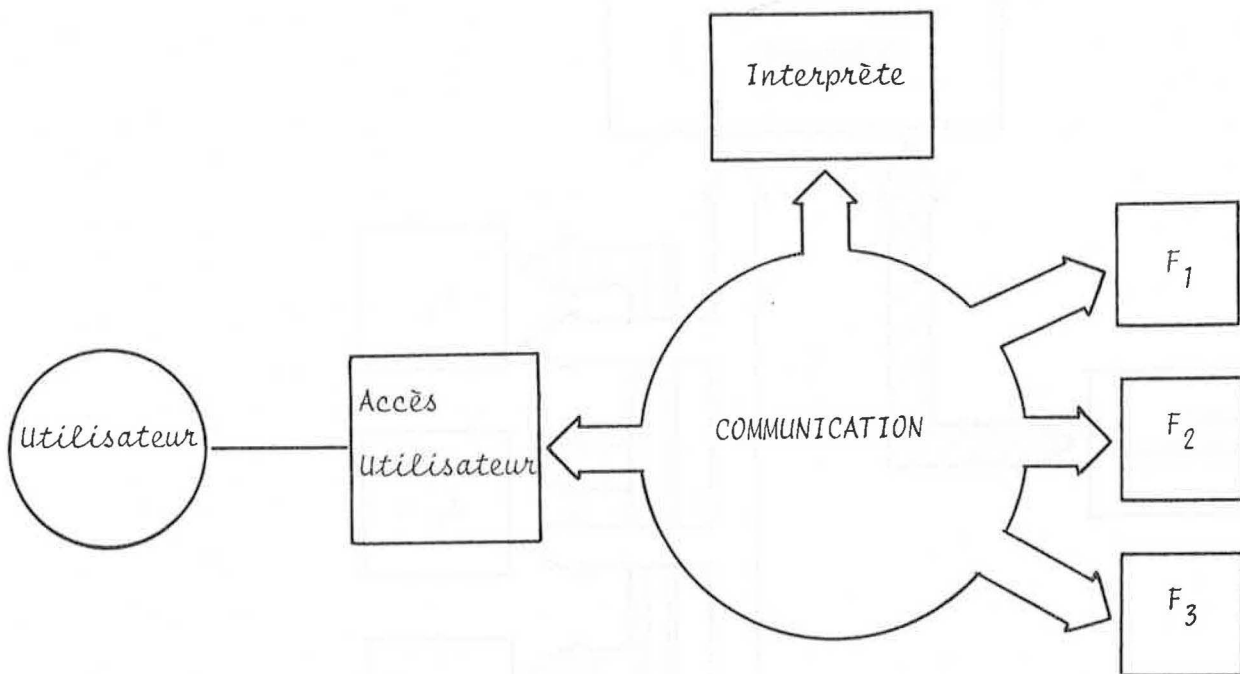 Interprète
F1
Utilisateur
Accès
Utilisateur
COMMUNICATION
F2
F3